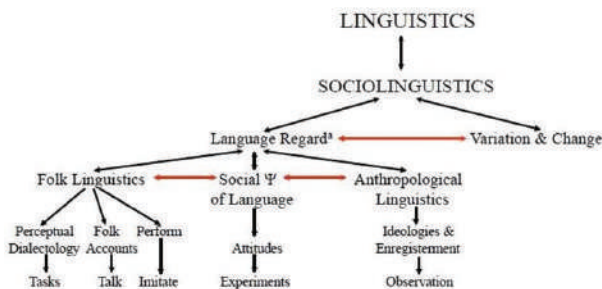 LINGUISTICS
SOCIOLINGUISTICS
Language Regardᵃ Variation & Change
Folk Linguistics Social Ψ Anthropological
of Language Linguistics
Perceptual Folk Perform Ideologies &
Dialectology Accounts Attitudes Enregisterment
Tasks Talk Imitate Experiments Observation